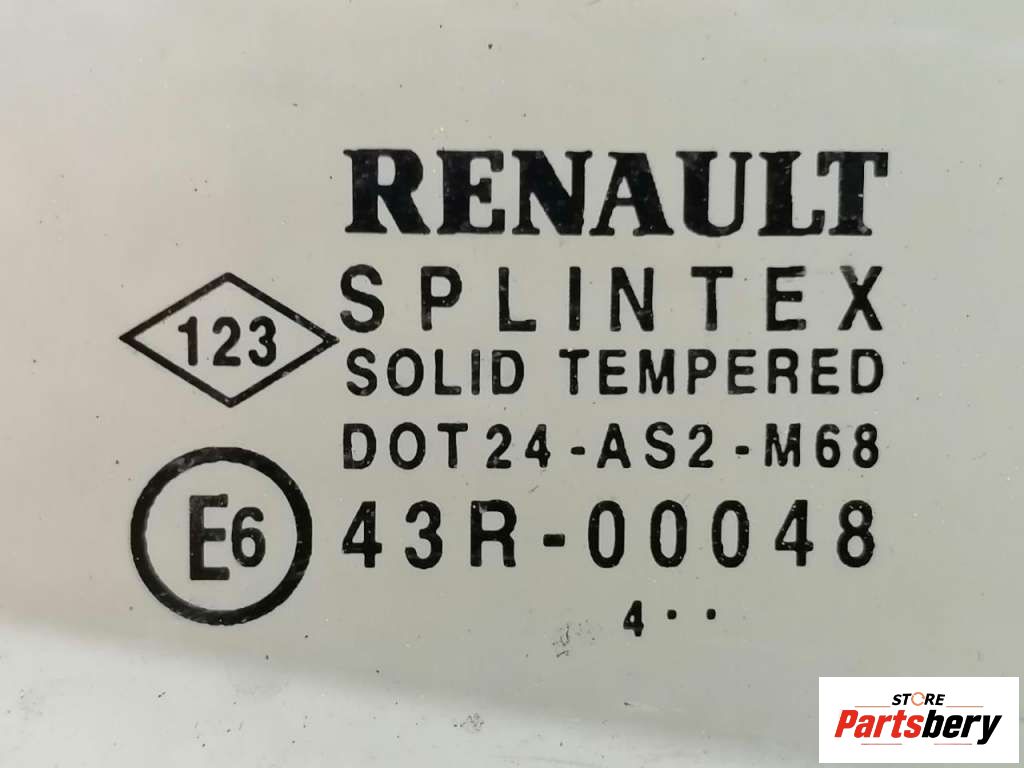 RENAULT
SPLINTEX
123
SOLID TEMPERED
DOT24-AS2-M68
E6
43R-00048
4··
STORE
Partsbery